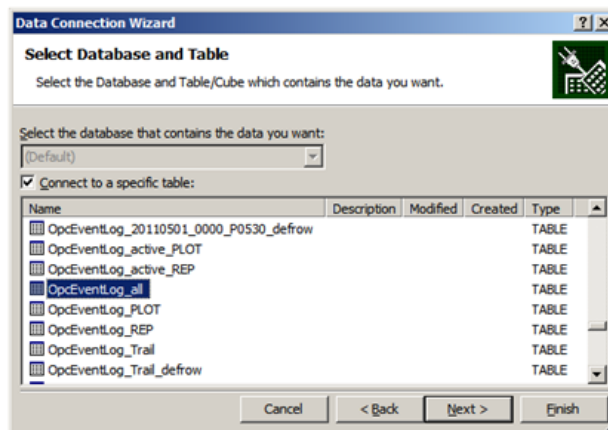 Data Connection Wizard
Select Database and Table
Select the Database and Table/Cube which contains the data you want.
Select the database that contains the data you want:
(Default)
Connect to a specific table:
Name Description Modified Created Type
OpcEventLog_20110501_0000_P0530_defrow TABLE
OpcEventLog_active_PLOT TABLE
OpcEventLog_active_REP TABLE
OpcEventLog_all TABLE
OpcEventLog_PLOT TABLE
OpcEventLog_REP TABLE
OpcEventLog_Trail TABLE
OpcEventLog_Trail_defrow TABLE
Cancel < Back Next > Finish